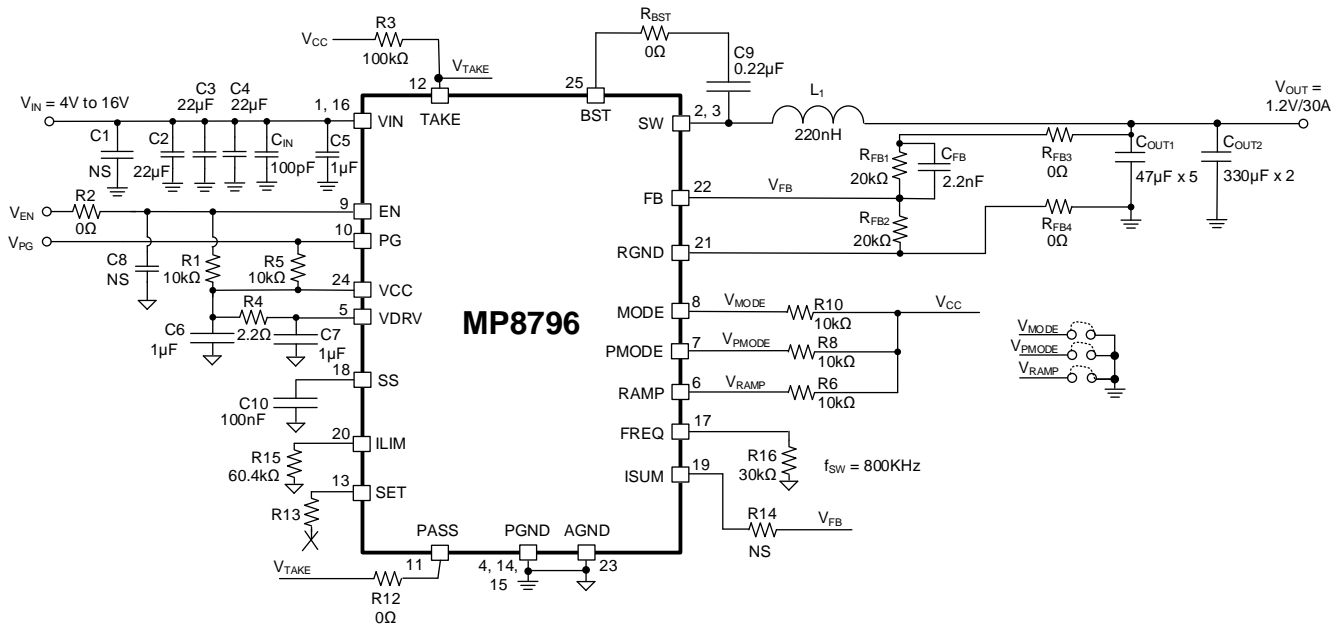 RBST
0Ω
C9
0.22µF
R3
100kΩ
VCC
VTAKE
12
25
TAKE
BST
VIN = 4V to 16V
C3
22µF
C4
22µF
C1
NS
C2
22µF
CIN
100pF
C5
1µF
1, 16
VIN
SW
2, 3
L1
220nH
VOUT =
1.2V/30A
RFB1
20kΩ
CFB
2.2nF
RFB3
0Ω
COUT1
47µF x 5
COUT2
330µF x 2
VEN
R2
0Ω
9
EN
VPG
10
PG
FB
22
VFB
RFB2
20kΩ
RFB4
0Ω
RGND
21
C8
NS
R1
10kΩ
R5
10kΩ
24
VCC
R4
2.2Ω
5
VDRV
C6
1µF
C7
1µF
MP8796
MODE
8
VMODE
R10
10kΩ
VCC
PMODE
7
VPMODE
R8
10kΩ
RAMP
6
VRAMP
R6
10kΩ
VMODE
VPMODE
VRAMP
18
SS
C10
100nF
20
ILIM
R15
60.4kΩ
13
SET
R13
FREQ
17
R16
30kΩ
fSW = 800KHz
ISUM
19
R14
NS
VFB
PASS
PGND
AGND
11
4, 14,
15
23
VTAKE
R12
0Ω